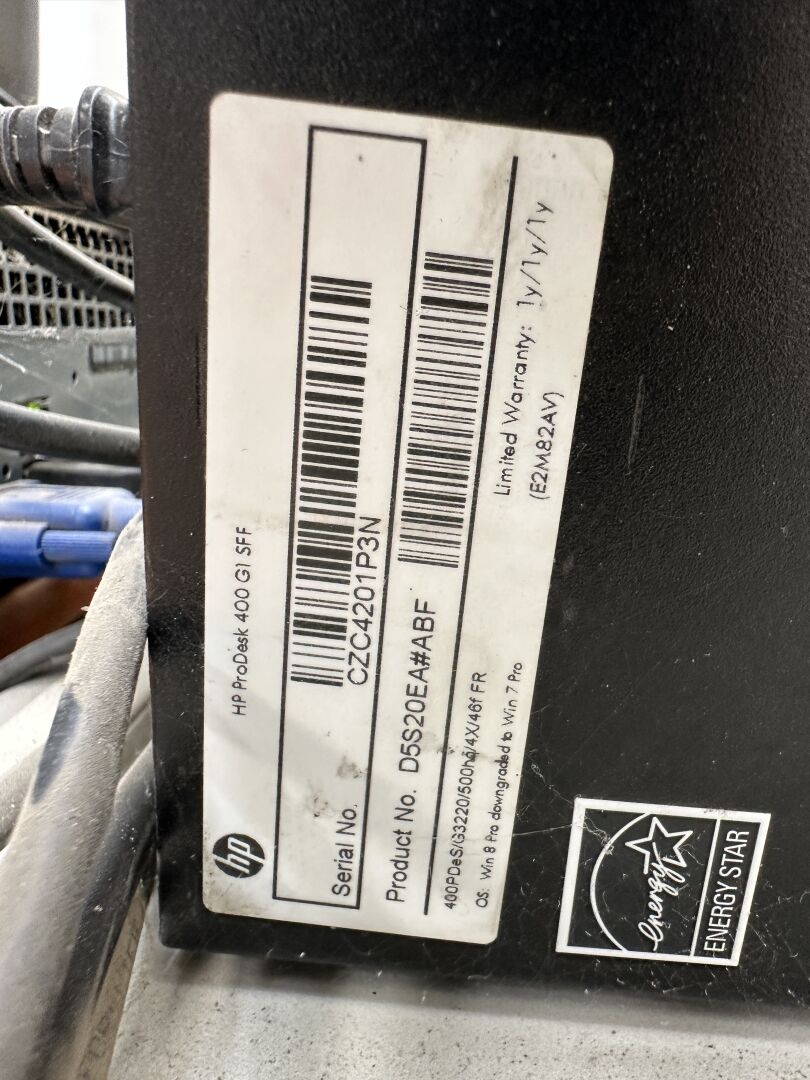 hp
HP ProDesk 400 G1 SFF
Serial No.
CZC4201P3N
Product No. D5S20EA#ABF
400PDeS/G3220/500hq/4X/46f FR
Limited Warranty: 1y/1y/1y
OS: Win 8 Pro downgraded to Win 7 Pro
(E2M82AV)
energy
ENERGY STAR